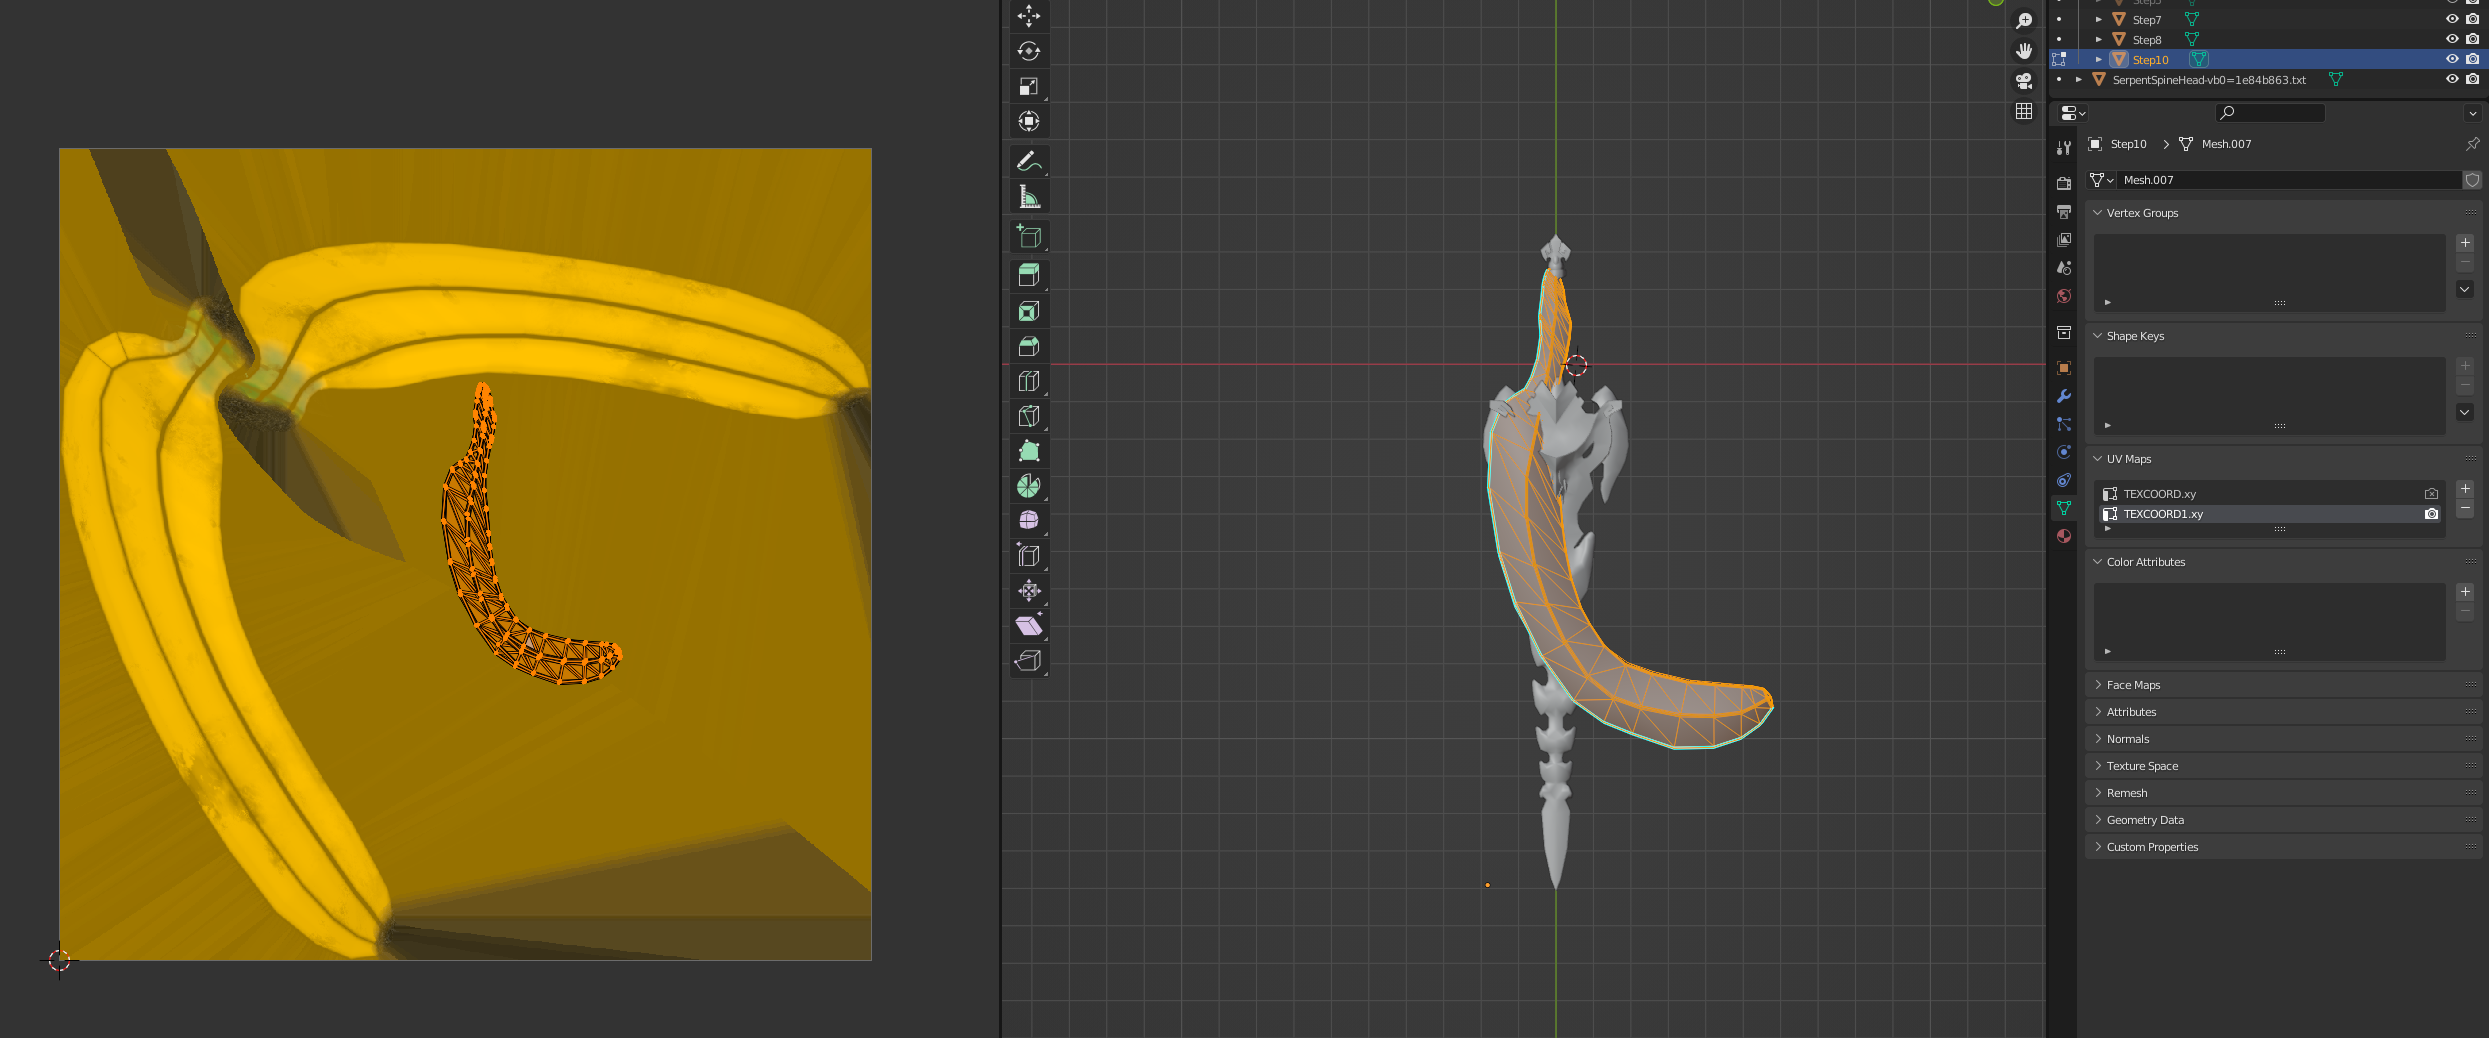 Step7
Step8
Step10
SerpentSpineHead-vb0=1e84b863.txt
Step10
Mesh.007
Mesh.007
Vertex Groups
Shape Keys
UV Maps
TEXCOORD.xy
TEXCOORD1.xy
Color Attributes
Face Maps
Attributes
Normals
Texture Space
Remesh
Geometry Data
Custom Properties